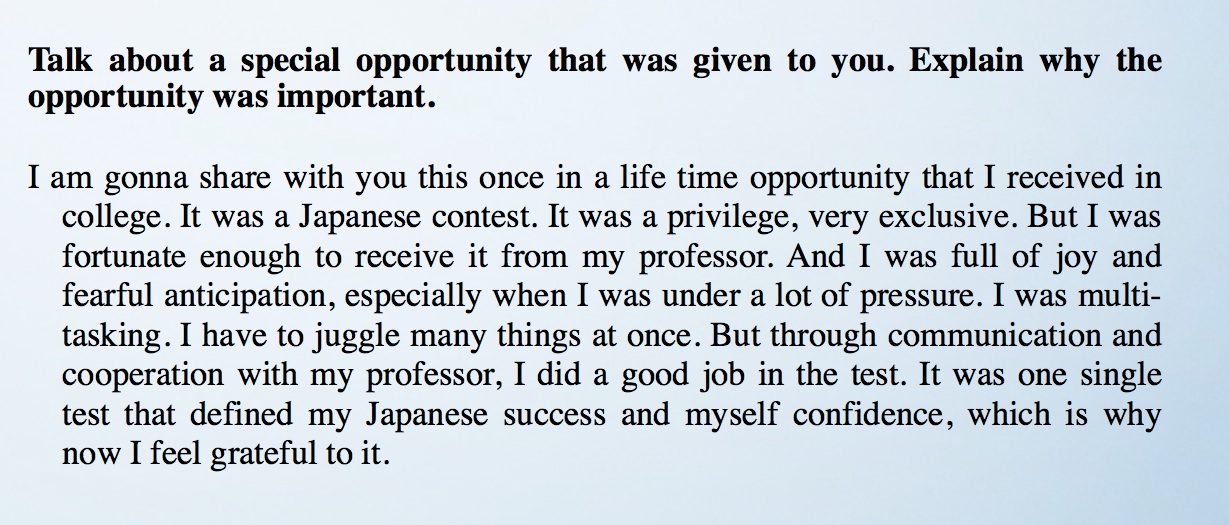 Talk about a special opportunity that was given to you. Explain why the
opportunity was important.
I am gonna share with you this once in a life time opportunity that I received in
college. It was a Japanese contest. It was a privilege, very exclusive. But I was
fortunate enough to receive it from my professor. And I was full of joy and
fearful anticipation, especially when I was under a lot of pressure. I was multi-
tasking. I have to juggle many things at once. But through communication and
cooperation with my professor, I did a good job in the test. It was one single
test that defined my Japanese success and myself confidence, which is why
now I feel grateful to it.